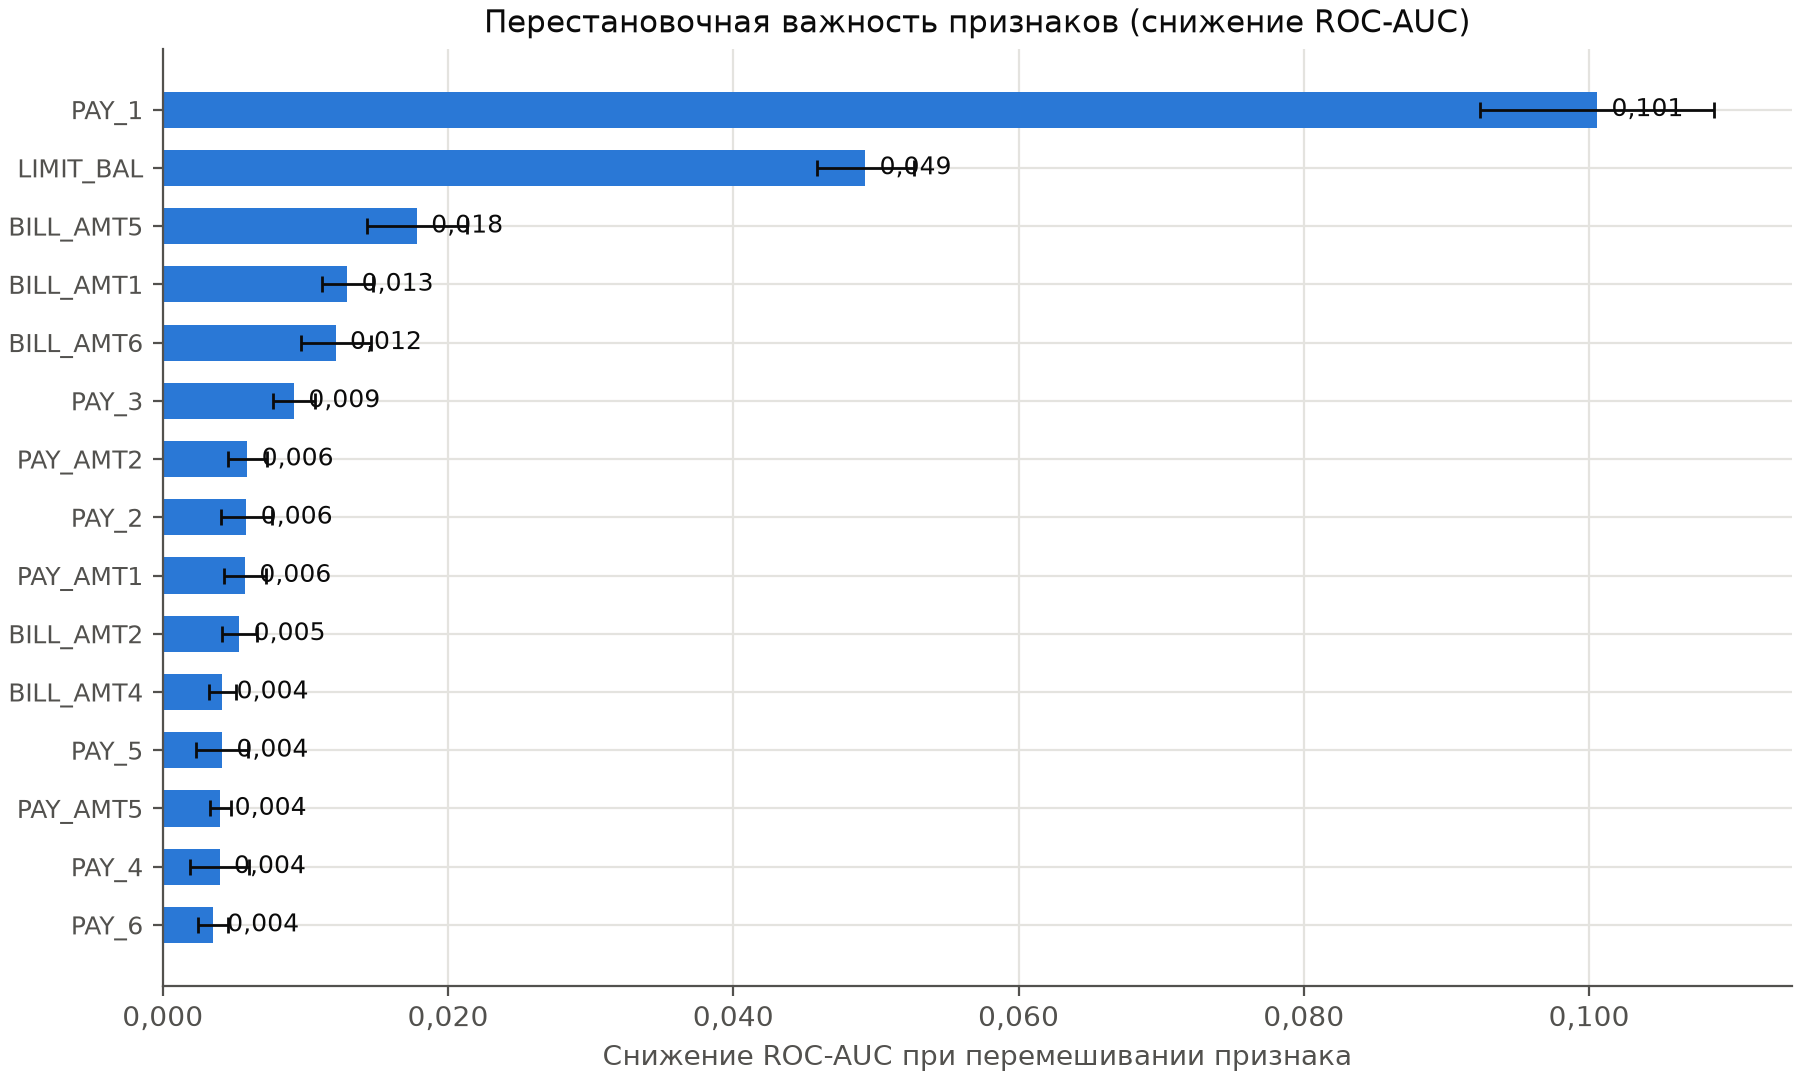 Перестановочная важность признаков (снижение ROC-AUC)
PAY_1 0,101
LIMIT_BAL 0,049
BILL_AMT5 0,018
BILL_AMT1 0,013
BILL_AMT6 0,012
PAY_3 0,009
PAY_AMT2 0,006
PAY_2 0,006
PAY_AMT1 0,006
BILL_AMT2 0,005
BILL_AMT4 0,004
PAY_5 0,004
PAY_AMT5 0,004
PAY_4 0,004
PAY_6 0,004
0,000 0,020 0,040 0,060 0,080 0,100
Снижение ROC-AUC при перемешивании признака